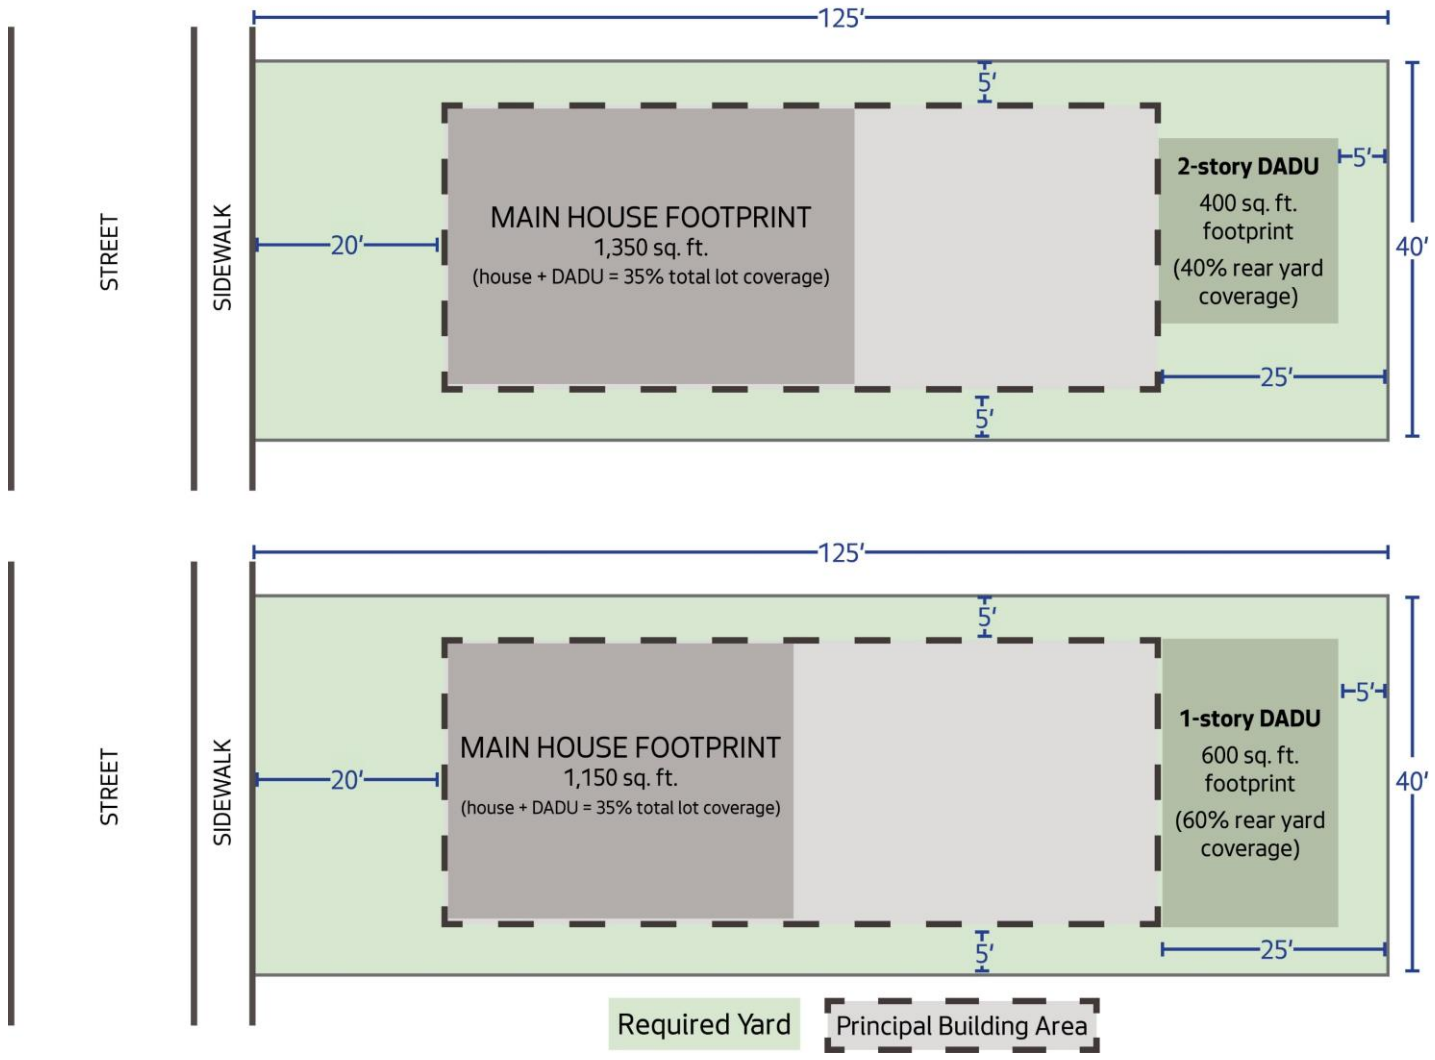 125'
5'
2-story DADU
400 sq. ft.
footprint
(40% rear yard
coverage)
5'
STREET
SIDEWALK
20'
MAIN HOUSE FOOTPRINT
1,350 sq. ft.
(house + DADU = 35% total lot coverage)
40'
25'
5'
125'
5'
1-story DADU
600 sq. ft.
footprint
(60% rear yard
coverage)
5'
STREET
SIDEWALK
20'
MAIN HOUSE FOOTPRINT
1,150 sq. ft.
(house + DADU = 35% total lot coverage)
40'
25'
5'
Required Yard
Principal Building Area